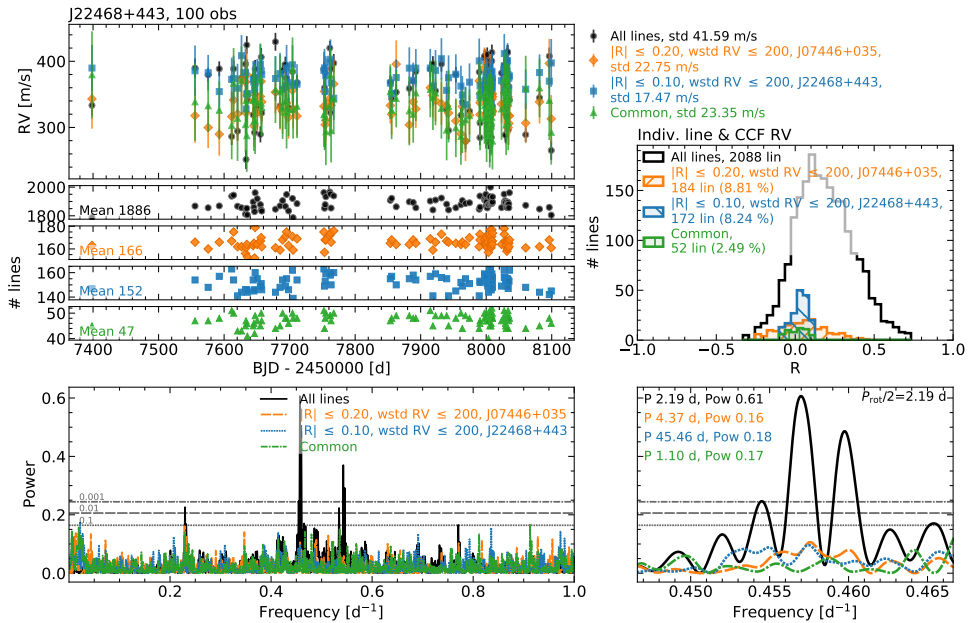 J22468+443, 100 obs
400
300
RV [m/s]
All lines, std 41.59 m/s
|R| ≤ 0.20, wstd RV ≤ 200, J07446+035,
std 22.75 m/s
|R| ≤ 0.10, wstd RV ≤ 200, J22468+443,
std 17.47 m/s
Common, std 23.35 m/s
2000
1800
Mean 1886
180
160
Mean 166
160
140
Mean 152
50
40
Mean 47
# lines
7400 7500 7600 7700 7800 7900 8000 8100
BJD - 2450000 [d]
Indiv. line & CCF RV
All lines, 2088 lin
|R| ≤ 0.20, wstd RV ≤ 200, J07446+035,
184 lin (8.81 %)
|R| ≤ 0.10, wstd RV ≤ 200, J22468+443,
172 lin (8.24 %)
Common,
52 lin (2.49 %)
150
100
50
0
# lines
−1.0 −0.5 0.0 0.5 1.0
R
All lines
|R| ≤ 0.20, wstd RV ≤ 200, J07446+035
|R| ≤ 0.10, wstd RV ≤ 200, J22468+443
Common
0.6
0.4
0.2
0.0
Power
0.001
0.01
0.1
0.2 0.4 0.6 0.8 1.0
Frequency [d⁻¹]
P 2.19 d, Pow 0.61
P 4.37 d, Pow 0.16
P 45.46 d, Pow 0.18
P 1.10 d, Pow 0.17
P_rot/2=2.19 d
0.450 0.455 0.460 0.465
Frequency [d⁻¹]